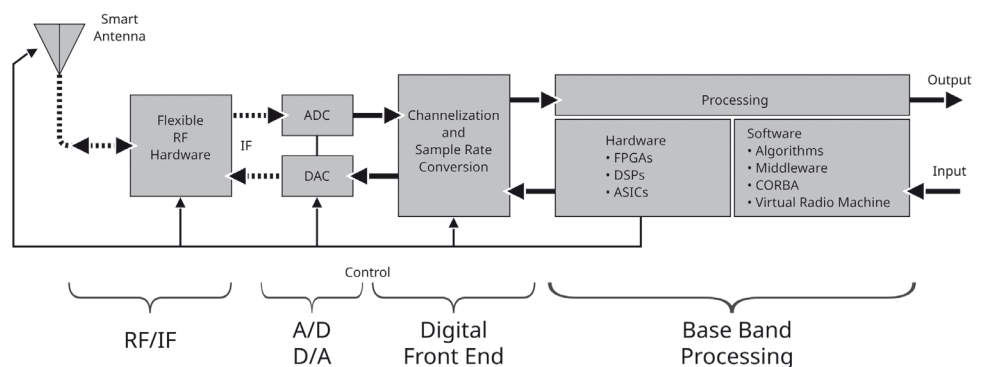 Smart
Antenna
Flexible
RF
Hardware
IF
ADC
DAC
Channelization
and
Sample Rate
Conversion
Processing
Hardware
• FPGAs
• DSPs
• ASICs
Software
• Algorithms
• Middleware
• CORBA
• Virtual Radio Machine
Output
Input
Control
RF/IF
A/D
D/A
Digital
Front End
Base Band
Processing